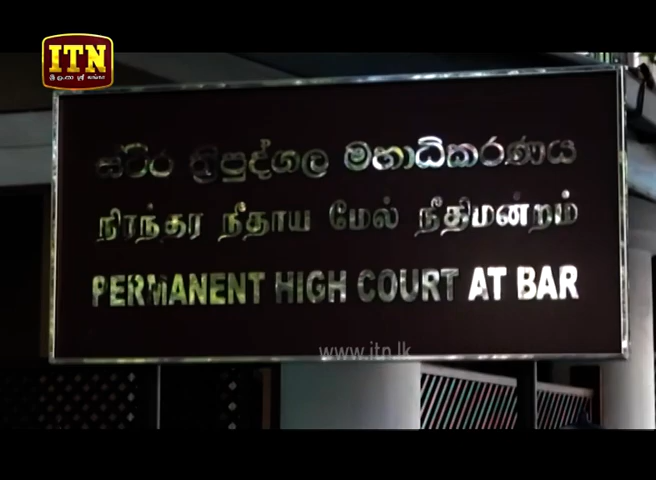 ITN
ශ්‍රී ලංකා
ස්ථිර ත්‍රිපුද්ගල මහාධිකරණය
நிரந்தர நீதாய மேல் நீதிமன்றம்
PERMANENT HIGH COURT AT BAR
www.itn.lk